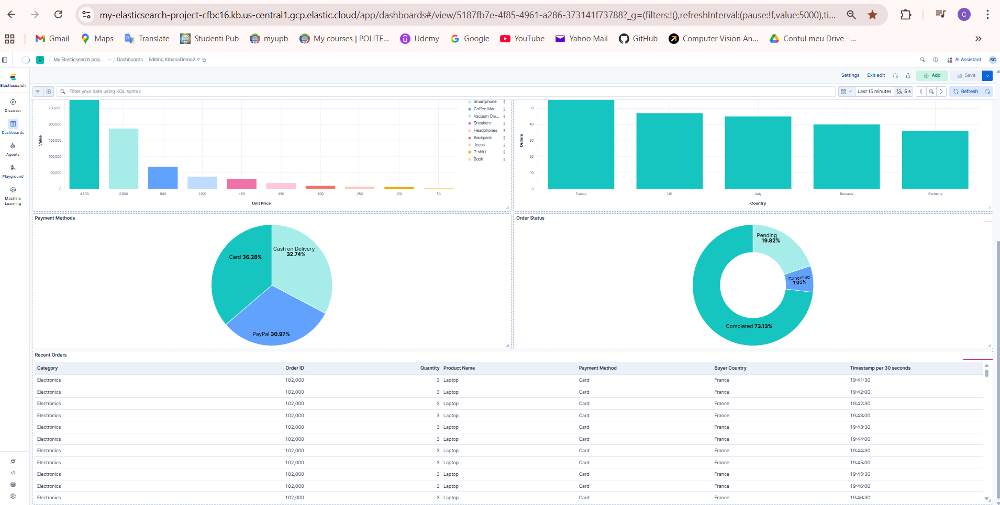 my-elasticsearch-project-cfbc16.kb.us-central1.gcp.elastic.cloud/app/dashboards#/view/5187fb7e-4f85-4961-a286-373141f73788?_g=(filters:!(),refreshInterval:(pause:!f,value:5000),ti...
C
Gmail Maps Translate Studenti Pub myupb My courses | POLITE... Udemy Google YouTube Yahoo Mail GitHub Computer Vision An... Contul meu Drive –...
D / My Elasticsearch proj... / Dashboards / Editing KibanaDemo2 AI Assistant SC
Elasticsearch
Discover
Dashboards
Agents
Playground
Machine
Learning
Settings Exit edit Add Save
Filter your data using KQL syntax Last 15 minutes 5 s Refresh
Value
250,000
200,000
150,000
100,000
50,000
0
4,500 2,800 900 1,100 480 450 200 250 120 80
Unit Price
Smartphone
Coffee Mac...
Vacuum Cle...
Sneakers
Headphones
Backpack
Jeans
T-shirt
Book
Orders
50
40
30
20
10
0
France UK Italy Romania Germany
Country
Payment Methods
Cash on Delivery
32.74%
Card 36.28%
PayPal 30.97%
Order Status
Pending
19.82%
Cancelled
7.05%
Completed 73.13%
Recent Orders
Category Order ID Quantity Product Name Payment Method Buyer Country Timestamp per 30 seconds
Electronics 102,000 3 Laptop Card France 19:41:30
Electronics 102,000 3 Laptop Card France 19:42:00
Electronics 102,000 3 Laptop Card France 19:42:30
Electronics 102,000 3 Laptop Card France 19:43:00
Electronics 102,000 3 Laptop Card France 19:43:30
Electronics 102,000 3 Laptop Card France 19:44:00
Electronics 102,000 3 Laptop Card France 19:44:30
Electronics 102,000 3 Laptop Card France 19:45:00
Electronics 102,000 3 Laptop Card France 19:45:30
Electronics 102,000 3 Laptop Card France 19:46:00
Electronics 102,000 3 Laptop Card France 19:46:30